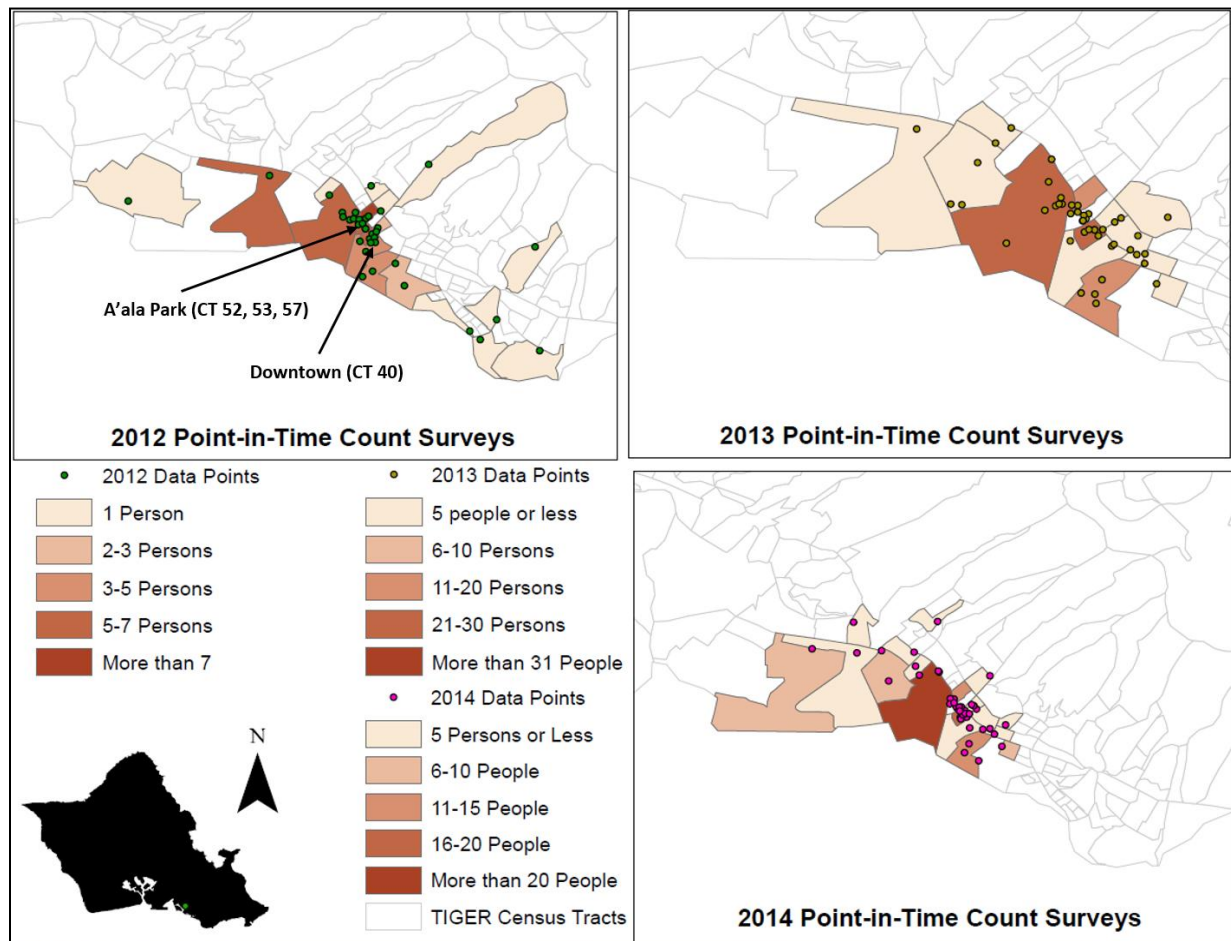 A'ala Park (CT 52, 53, 57)
Downtown (CT 40)
2012 Point-in-Time Count Surveys
2013 Point-in-Time Count Surveys
2012 Data Points
1 Person
2-3 Persons
3-5 Persons
5-7 Persons
More than 7
2013 Data Points
5 people or less
6-10 Persons
11-20 Persons
21-30 Persons
More than 31 People
2014 Data Points
5 Persons or Less
6-10 People
11-15 People
16-20 People
More than 20 People
TIGER Census Tracts
N
2014 Point-in-Time Count Surveys